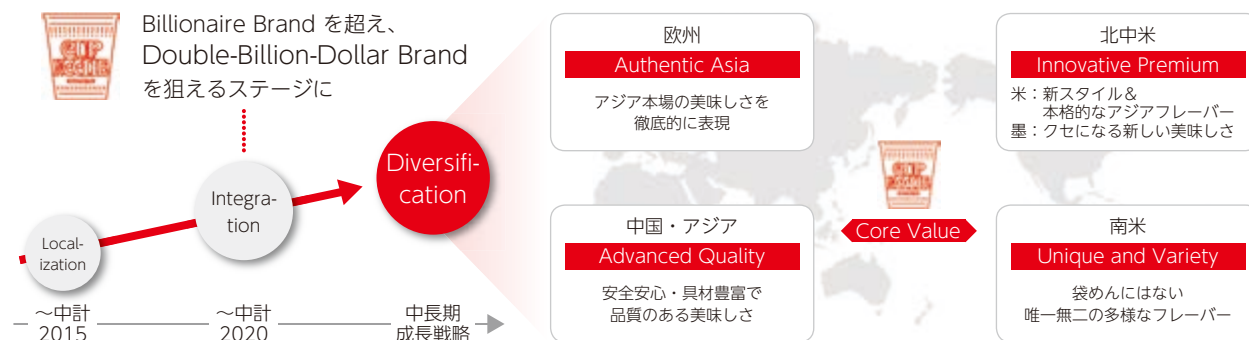 Billionaire Brand を超え、
Double-Billion-Dollar Brand
を狙えるステージに
CUP
NOODLE
Local-
ization
Integra-
tion
Diversifi-
cation
〜中計
2015
〜中計
2020
中長期
成長戦略
欧州
Authentic Asia
アジア本場の美味しさを
徹底的に表現
北中米
Innovative Premium
米：新スタイル＆
本格的なアジアフレーバー
墨：クセになる新しい美味しさ
CUP
NOODLE
Core Value
中国・アジア
Advanced Quality
安全安心・具材豊富で
品質のある美味しさ
南米
Unique and Variety
袋めんにはない
唯一無二の多様なフレーバー